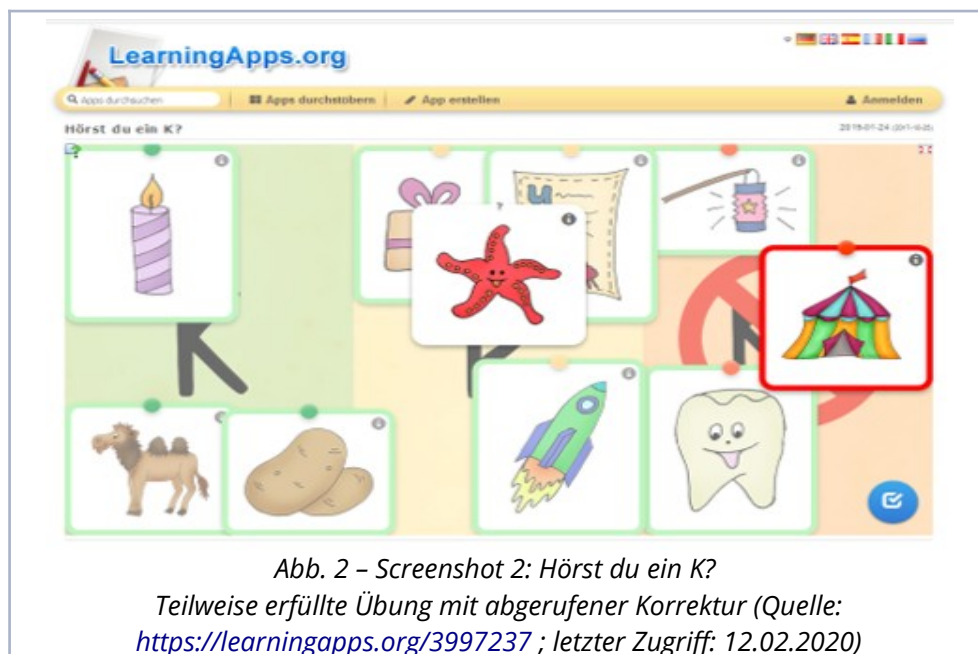 LearningApps.org
Apps durchsuchen Apps durchstöbern App erstellen Anmelden
Hörst du ein K?
K
Abb. 2 – Screenshot 2: Hörst du ein K?
Teilweise erfüllte Übung mit abgerufener Korrektur (Quelle:
https://learningapps.org/3997237 ; letzter Zugriff: 12.02.2020)